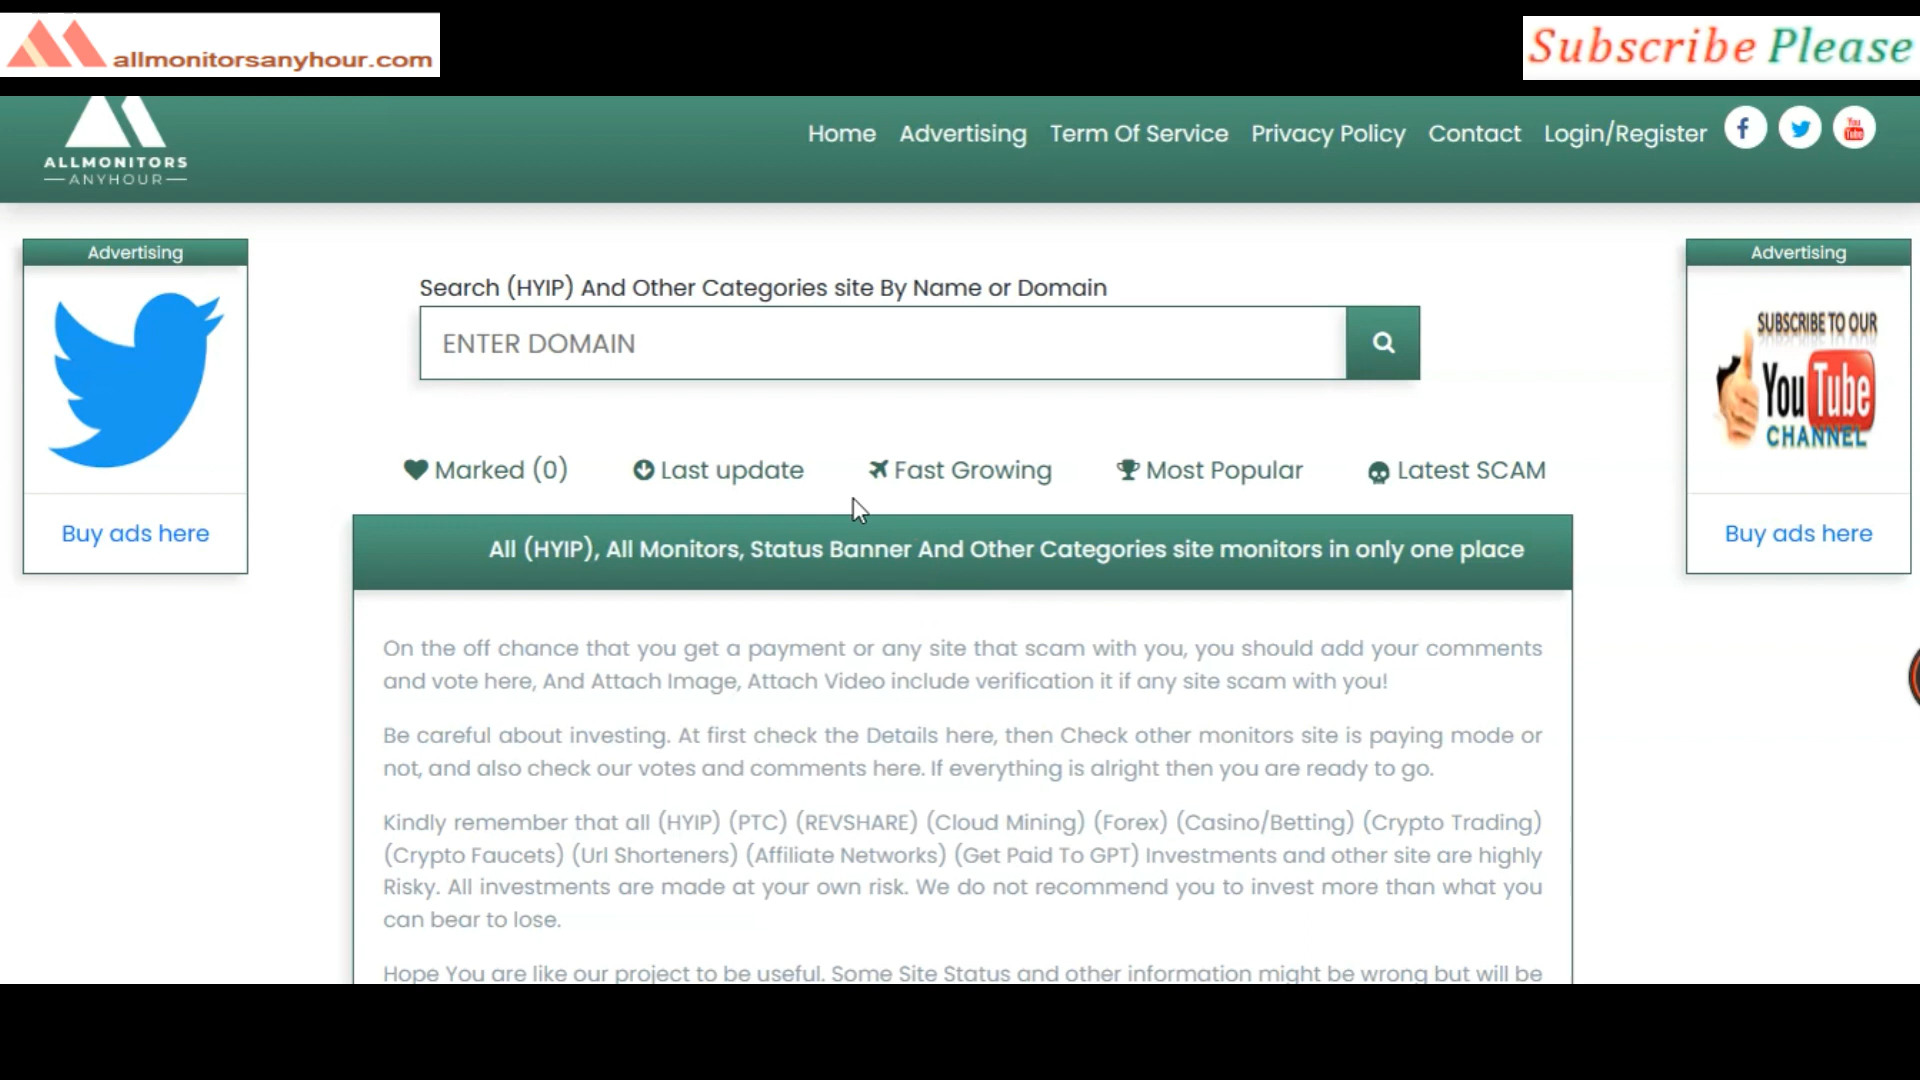 allmonitorsanyhour.com
Subscribe Please
ALLMONITORS
ANYHOUR
Home Advertising Term Of Service Privacy Policy Contact Login/Register
You
Tube
Advertising
Buy ads here
Search (HYIP) And Other Categories site By Name or Domain
ENTER DOMAIN
Marked (0) Last update Fast Growing Most Popular Latest SCAM
All (HYIP), All Monitors, Status Banner And Other Categories site monitors in only one place
On the off chance that you get a payment or any site that scam with you, you should add your comments
and vote here, And Attach Image, Attach Video include verification it if any site scam with you!
Be careful about investing. At first check the Details here, then Check other monitors site is paying mode or
not, and also check our votes and comments here. If everything is alright then you are ready to go.
Kindly remember that all (HYIP) (PTC) (REVSHARE) (Cloud Mining) (Forex) (Casino/Betting) (Crypto Trading)
(Crypto Faucets) (Url Shorteners) (Affiliate Networks) (Get Paid To GPT) Investments and other site are highly
Risky. All investments are made at your own risk. We do not recommend you to invest more than what you
can bear to lose.
Hope You are like our project to be useful. Some Site Status and other information might be wrong but will be
Advertising
SUBSCRIBE TO OUR
YouTube
CHANNEL
Buy ads here